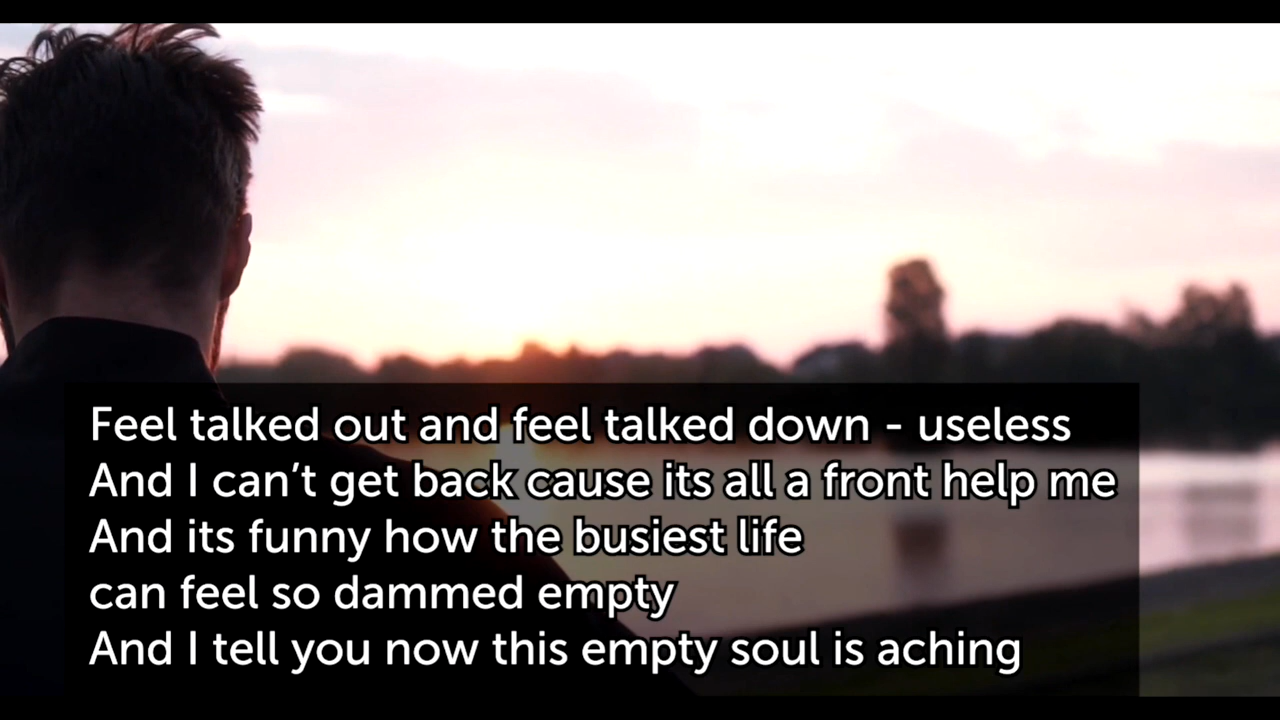 Feel talked out and feel talked down - useless
And I can’t get back cause its all a front help me
And its funny how the busiest life
can feel so dammed empty
And I tell you now this empty soul is aching